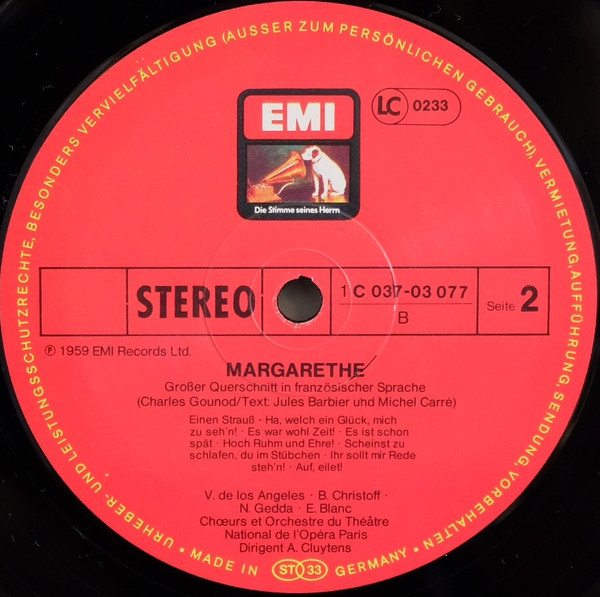 URHEBER- UND LEISTUNGSSCHUTZRECHTE, BESONDERS VERVIELFÄLTIGUNG (AUSSER ZUM PERSÖNLICHEN GEBRAUCH), VERMIETUNG, AUFFÜHRUNG, SENDUNG, VORBEHALTEN •
EMI
LC 0233
Die Stimme seines Herrn
STEREO
1C 037-03 077
B
Seite 2
℗ 1959 EMI Records Ltd.
MARGARETHE
Großer Querschnitt in französischer Sprache
(Charles Gounod/Text: Jules Barbier und Michel Carré)
Einen Strauß - Ha, welch ein Glück, mich
zu seh'n! · Es war wohl Zeit! · Es ist schon
spät · Hoch Ruhm und Ehre! · Scheinst zu
schlafen, du im Stübchen · Ihr sollt mir Rede
steh'n! · Auf, eilet!
V. de los Angeles · B. Christoff ·
N. Gedda · E. Blanc
Chœurs et Orchestre du Théâtre
National de l'Opéra Paris
Dirigent A. Cluytens
• MADE IN ST 33 GERMANY •